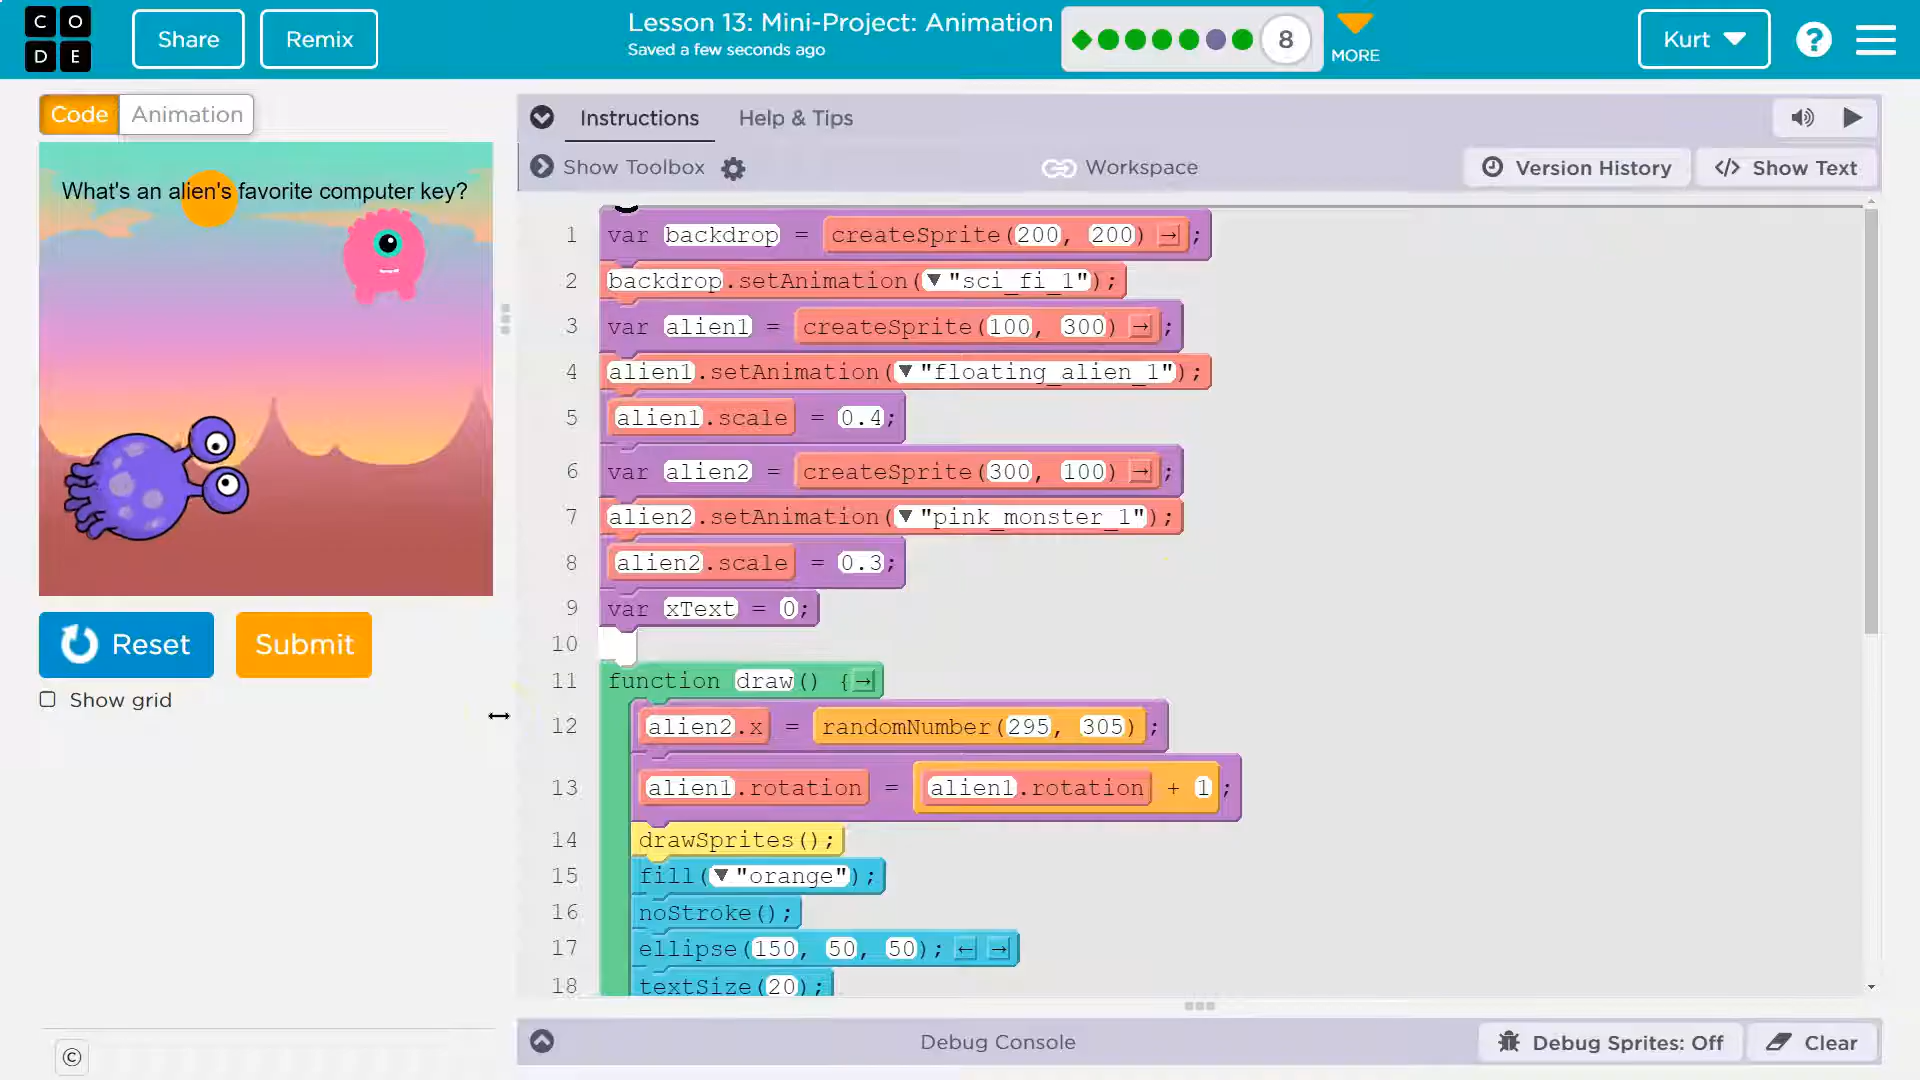 CO
DE
Share
Remix
Lesson 13: Mini-Project: Animation
Saved a few seconds ago
8
MORE
Kurt
?
Code
Animation
What's an alien's favorite computer key?
Reset
Submit
Show grid
©
Instructions
Help & Tips
Show Toolbox
Workspace
Version History
</> Show Text
1 var backdrop = createSprite(200, 200) → ;
2 backdrop.setAnimation(▼"sci_fi_1");
3 var alien1 = createSprite(100, 300) → ;
4 alien1.setAnimation(▼"floating_alien_1");
5 alien1.scale = 0.4;
6 var alien2 = createSprite(300, 100) → ;
7 alien2.setAnimation(▼"pink_monster_1");
8 alien2.scale = 0.3;
9 var xText = 0;
10
11 function draw() { →
12 alien2.x = randomNumber(295, 305);
13 alien1.rotation = alien1.rotation + 1;
14 drawSprites();
15 fill(▼"orange");
16 noStroke();
17 ellipse(150, 50, 50); ← →
18 textSize(20);
Debug Console
Debug Sprites: Off
Clear